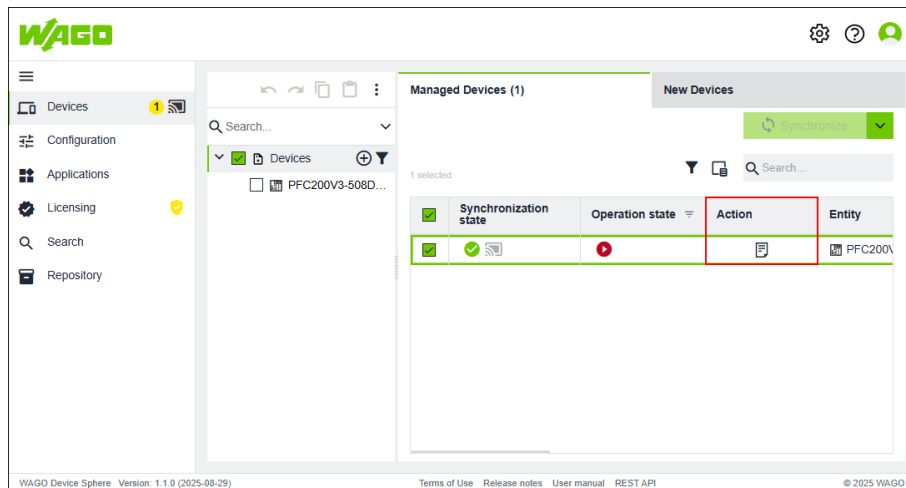 WAGO
Devices
1
Configuration
Applications
Licensing
Search
Repository
Search...
Devices
PFC200V3-508D...
Managed Devices (1)
New Devices
Synchronize
1 selected
Search...
Synchronization
state
Operation state
Action
Entity
PFC200V
WAGO Device Sphere Version: 1.1.0 (2025-08-29)
Terms of Use Release notes User manual REST API
© 2025 WAGO